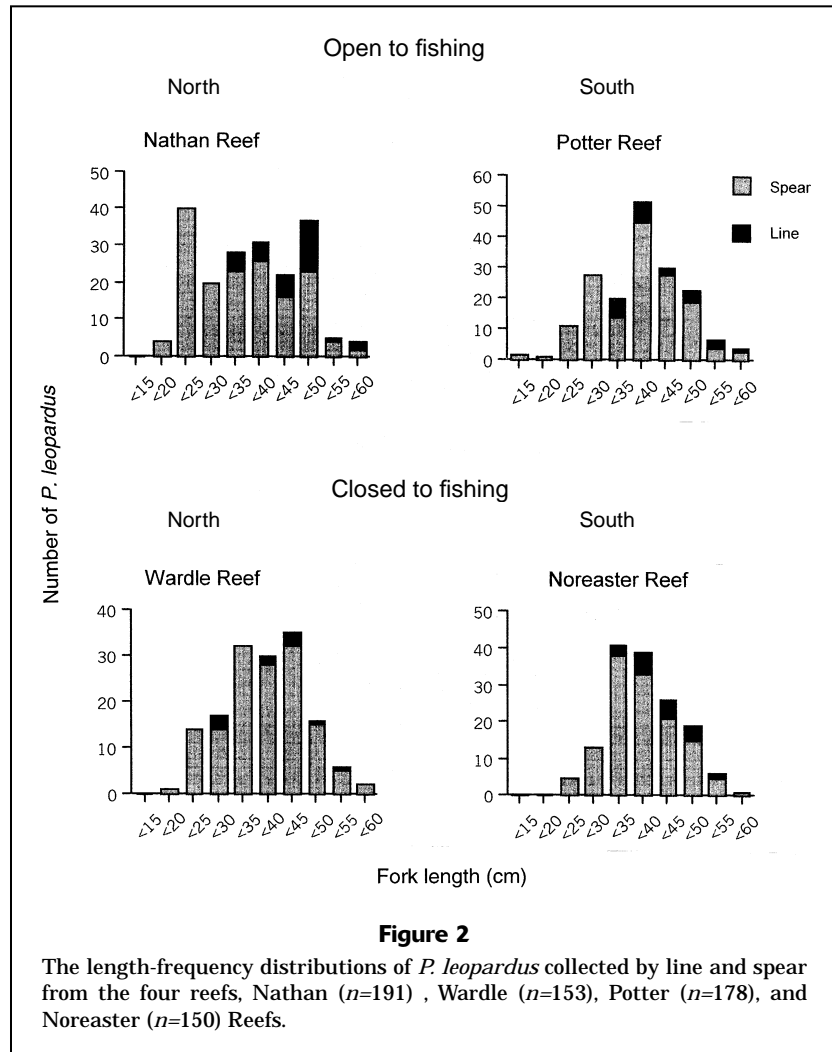 Open to fishing
North South
Nathan Reef Potter Reef
Spear
Line
50
40
30
20
10
0
<15 <20 <25 <30 <35 <40 <45 <50 <55 <60
60
50
40
30
20
10
0
<15 <20 <25 <30 <35 <40 <45 <50 <55 <60
Number of P. leopardus
Closed to fishing
North South
Wardle Reef Noreaster Reef
40
30
20
10
0
<15 <20 <25 <30 <35 <40 <45 <50 <55 <60
50
40
30
20
10
0
<15 <20 <25 <30 <35 <40 <45 <50 <55 <60
Fork length (cm)
Figure 2
The length-frequency distributions of P. leopardus collected by line and spear
from the four reefs, Nathan (n=191) , Wardle (n=153), Potter (n=178), and
Noreaster (n=150) Reefs.